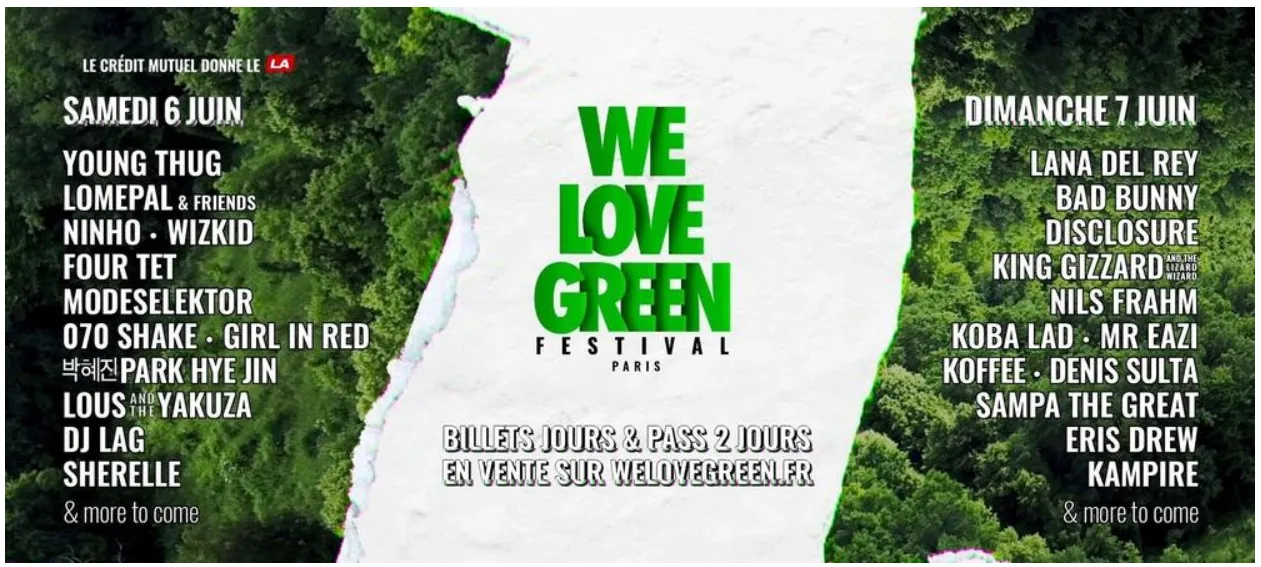 LE CRÉDIT MUTUEL DONNE LE LA
SAMEDI 6 JUIN
YOUNG THUG
LOMEPAL & FRIENDS
NINHO • WIZKID
FOUR TET
MODESELEKTOR
070 SHAKE • GIRL IN RED
박혜진 PARK HYE JIN
LOUS AND THE YAKUZA
DJ LAG
SHERELLE
& more to come
WE
LOVE
GREEN
FESTIVAL
PARIS
BILLETS JOURS & PASS 2 JOURS
EN VENTE SUR WELOVEGREEN.FR
DIMANCHE 7 JUIN
LANA DEL REY
BAD BUNNY
DISCLOSURE
KING GIZZARD AND THE LIZARD WIZARD
NILS FRAHM
KOBA LAD • MR EAZI
KOFFEE • DENIS SULTA
SAMPA THE GREAT
ERIS DREW
KAMPIRE
& more to come